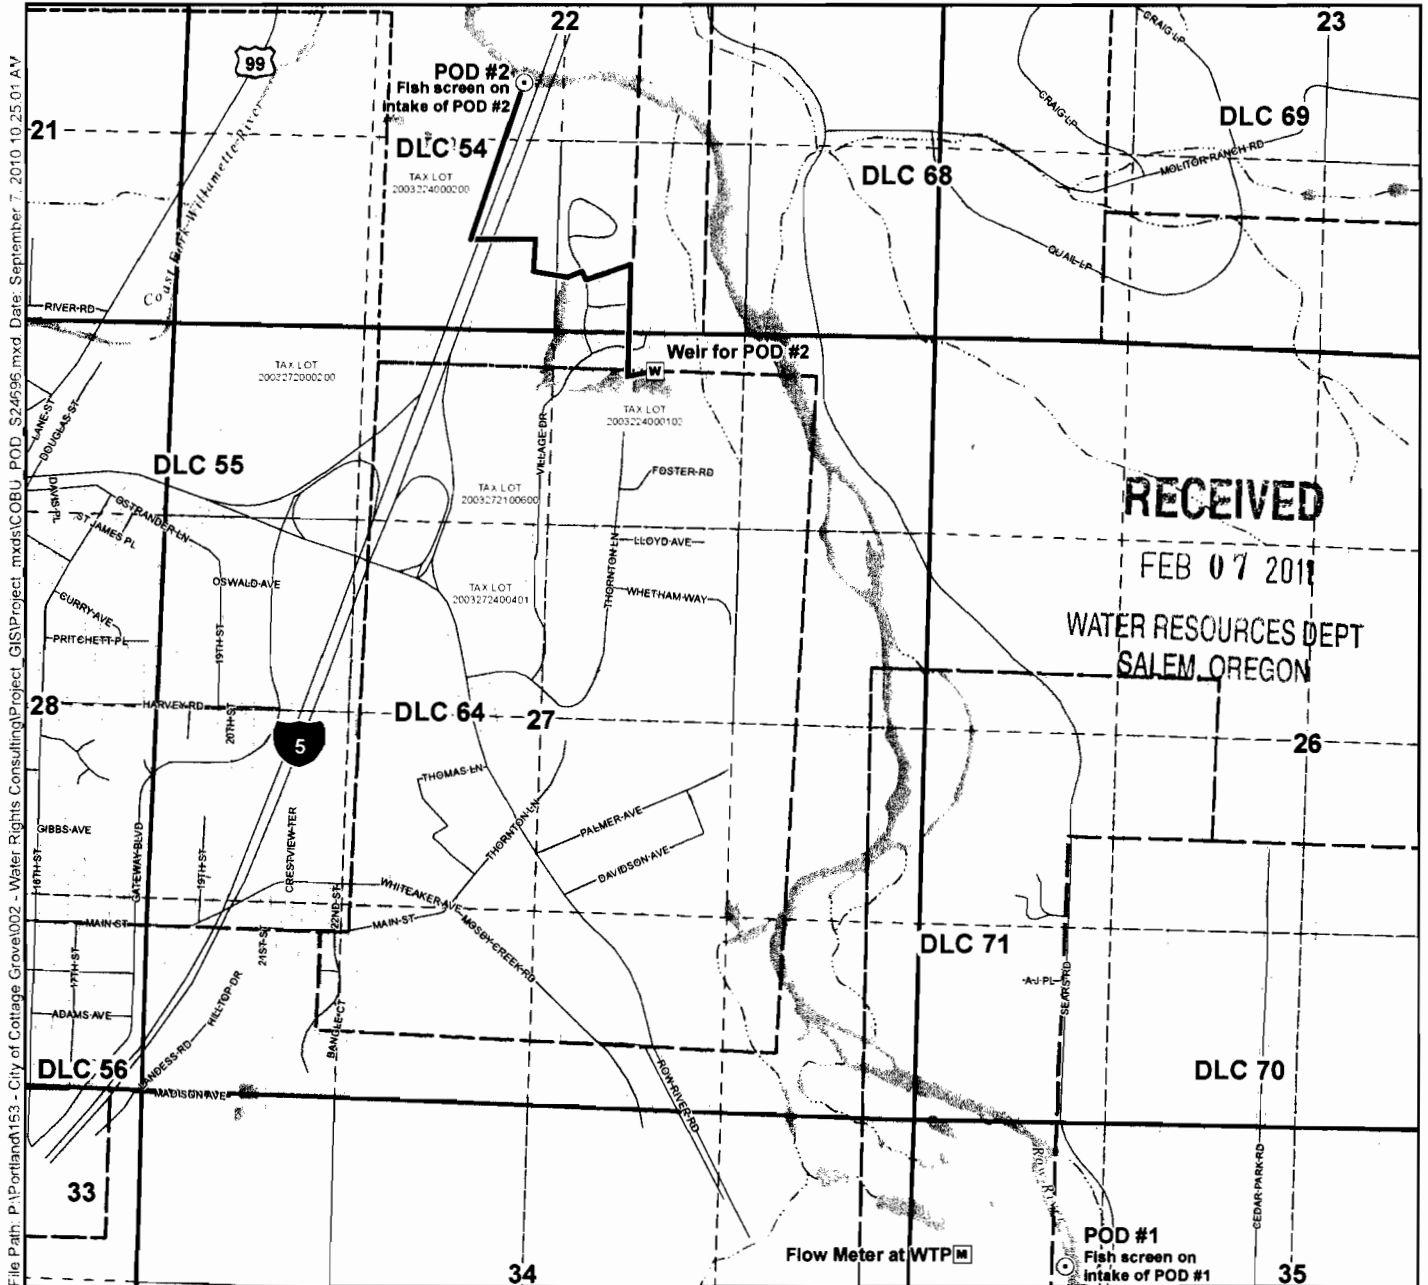 22
23
99
POD #2
Fish screen on
intake of POD #2
CRAIG LP
CRAIG LP
DLC 69
21
DLC 54
MOLITOR RANCH RD
DLC 68
TAX LOT
2003224000200
Coast Fork Willamette River
QUAIL LP
RIVER RD
Weir for POD #2
W
TAX LOT
2003272000200
TAX LOT
2003224000102
LANE ST
DOUGLAS ST
VILLAGE DR
DLC 55
FOSTER RD
TAX LOT
2003272100600
RECEIVED
DAVIS PL
OSTRANDER LN
ST JAMES PL
LLOYD AVE
FEB 07 2011
OSWALD AVE
THORNTON LN
TAX LOT
2003272400401
WHETHAM WAY
CURRY AVE
WATER RESOURCES DEPT
SALEM, OREGON
PRITCHETT PL
19TH ST
28
HARVEY RD
20TH ST
DLC 64
27
5
26
THOMAS LN
GIBBS AVE
16TH ST
GATEWAY BLVD
19TH ST
CRESTVIEW TER
THORNTON LN
PALMER AVE
DAVIDSON AVE
WHITEAKER AVE
22ND ST
MAIN ST
MAIN ST
MOSBY CREEK RD
21ST ST
17TH ST
DLC 71
A J PL
SEARS RD
HILLTOP DR
ADAMS AVE
BANGLE CT
DLC 56
LANDESS RD
MADISON AVE
ROW RIVER RD
DLC 70
33
CEDAR PARK RD
POD #1
Fish screen on
intake of POD #1
Flow Meter at WTP M
34
35
File Path: P:\Portland\153 - City of Cottage Grove\002 - Water Rights Consulting\Project_GIS\Project_mxds\COBU_POD_S24696.mxd Date: September 7, 2010 10:25:01 AM